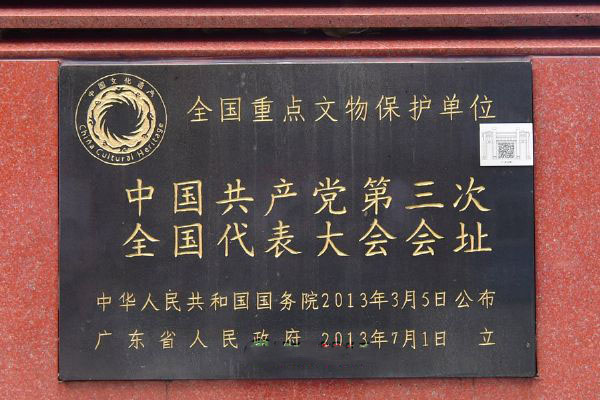 中国文化遗产
China Cultural Heritage
全国重点文物保护单位
中国共产党第三次
全国代表大会会址
中华人民共和国国务院2013年3月5日公布
广东省人民政府 2013年7月1日 立